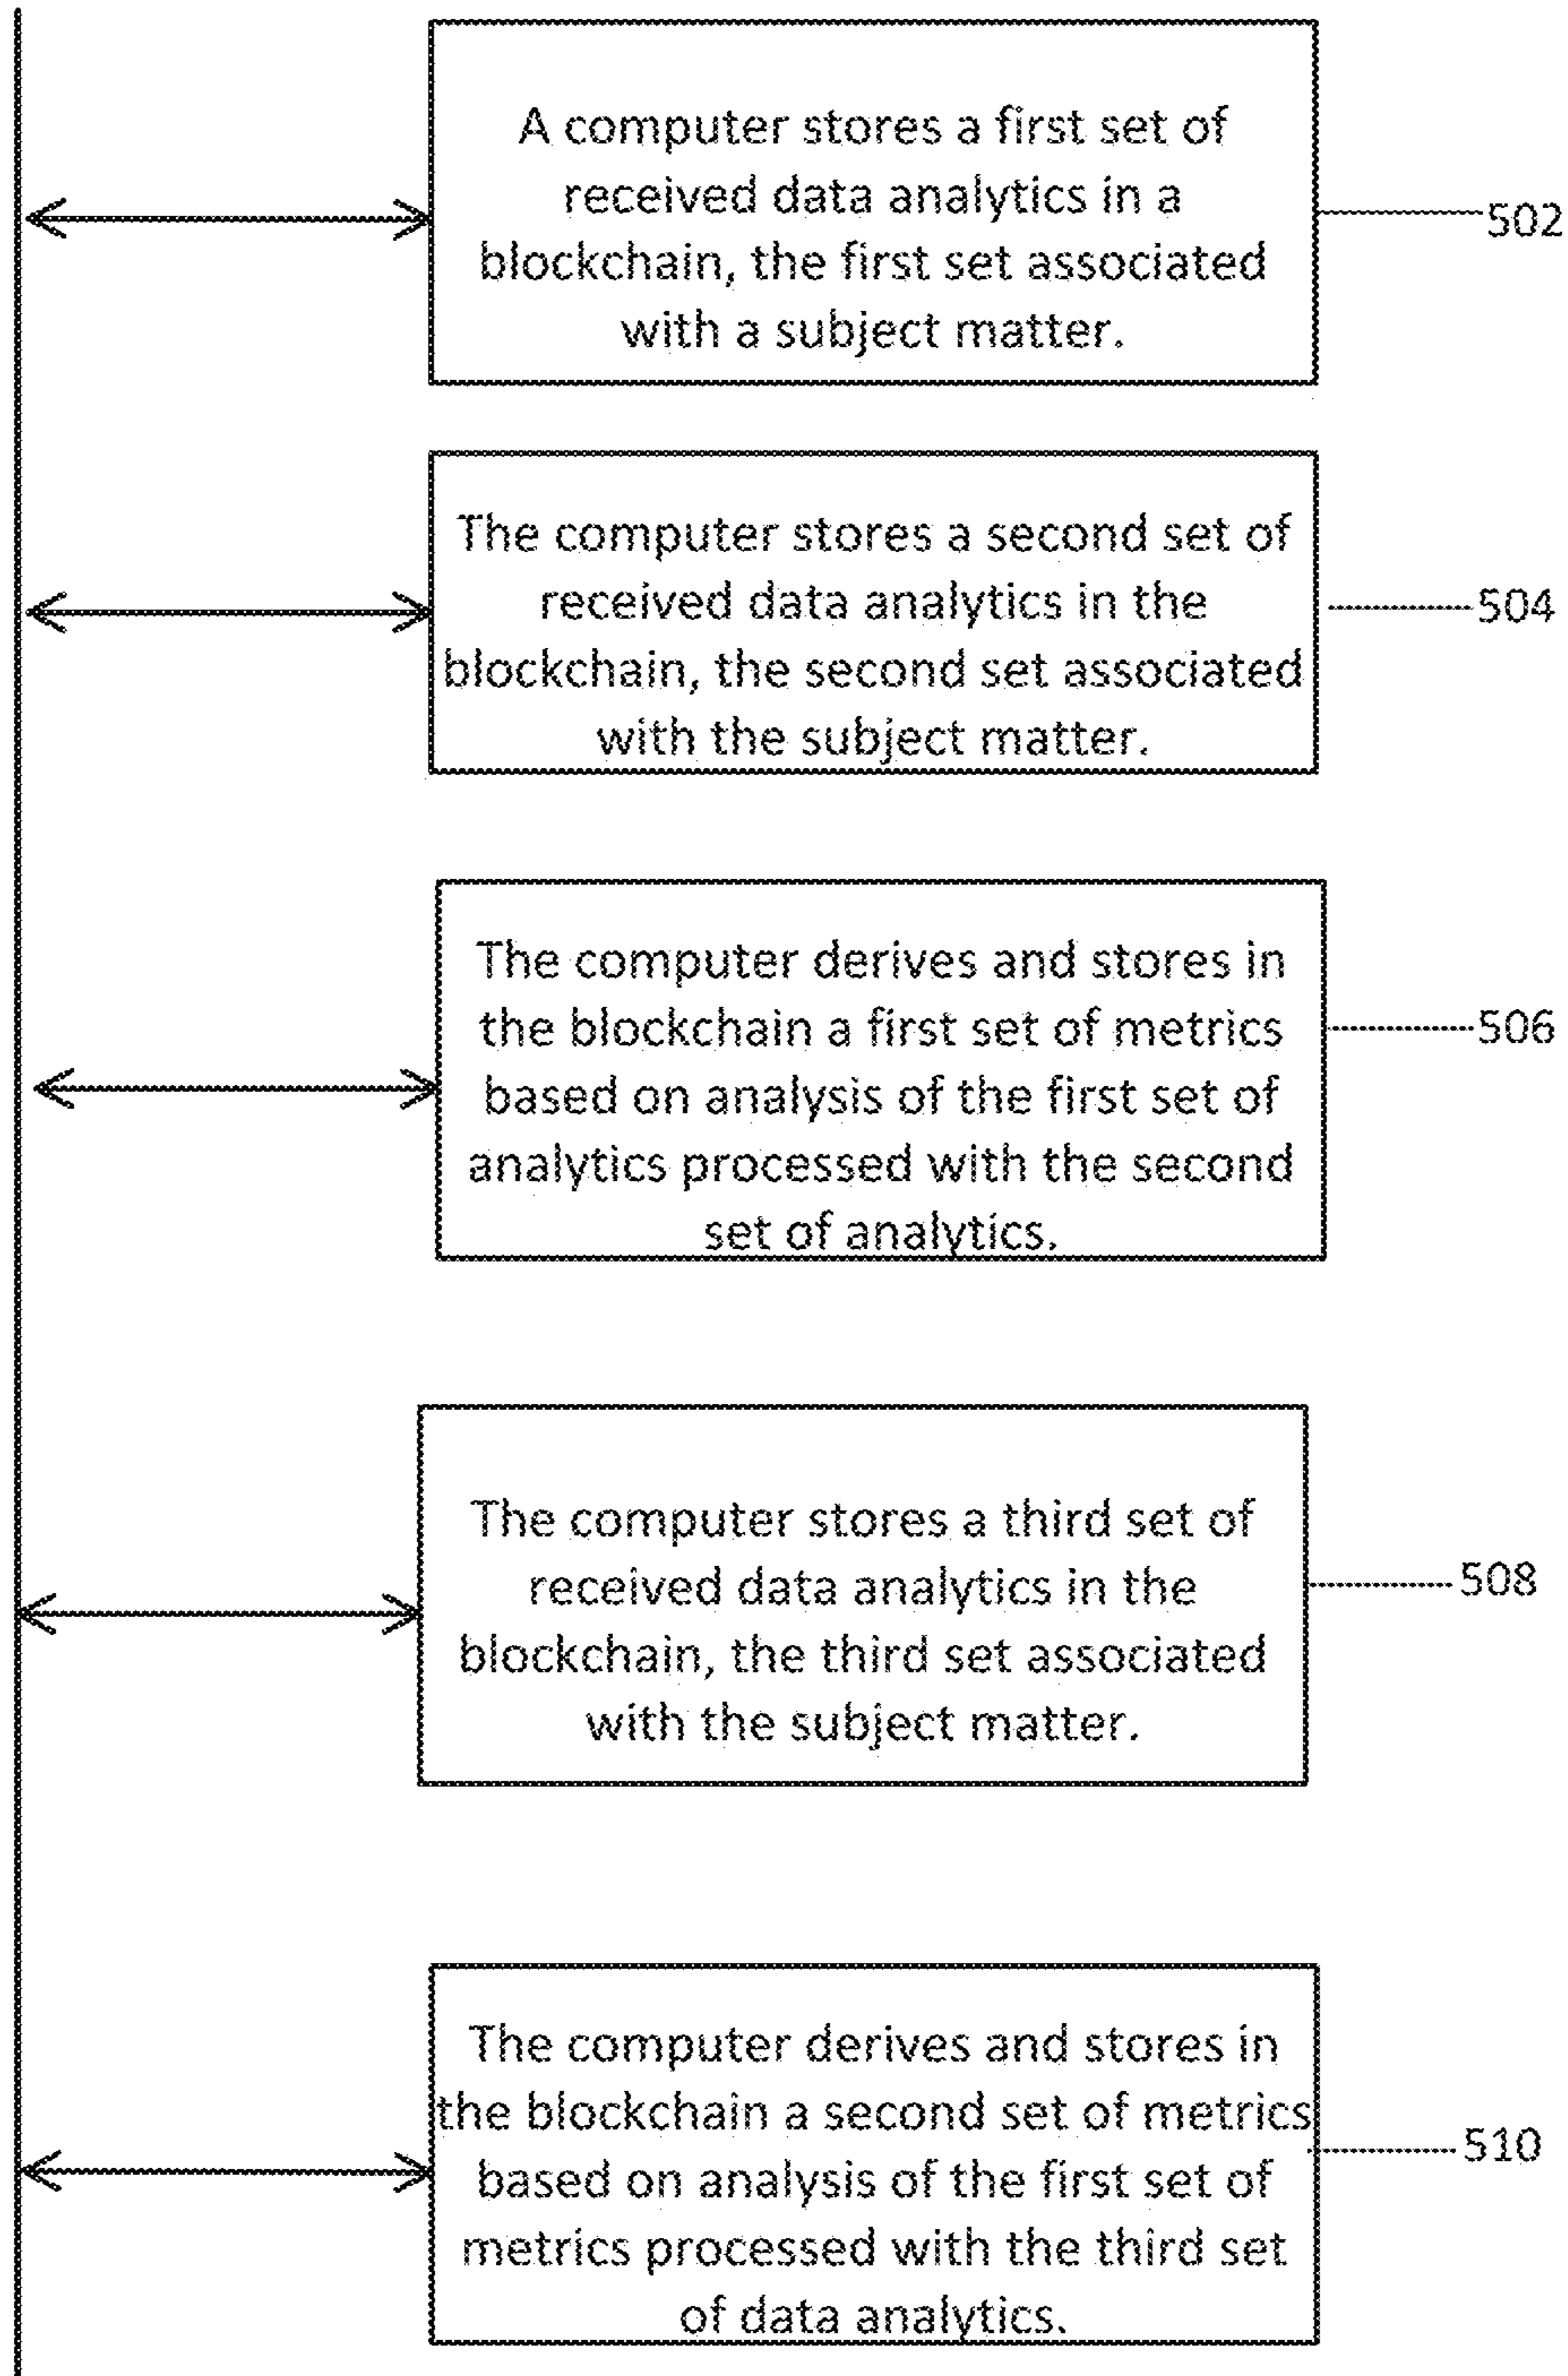 A computer stores a first set of
received data analytics in a
blockchain, the first set associated
with a subject matter.
502
The computer stores a second set of
received data analytics in the
blockchain, the second set associated
with the subject matter.
504
The computer derives and stores in
the blockchain a first set of metrics
based on analysis of the first set of
analytics processed with the second
set of analytics.
506
The computer stores a third set of
received data analytics in the
blockchain, the third set associated
with the subject matter.
508
The computer derives and stores in
the blockchain a second set of metrics
based on analysis of the first set of
metrics processed with the third set
of data analytics.
510